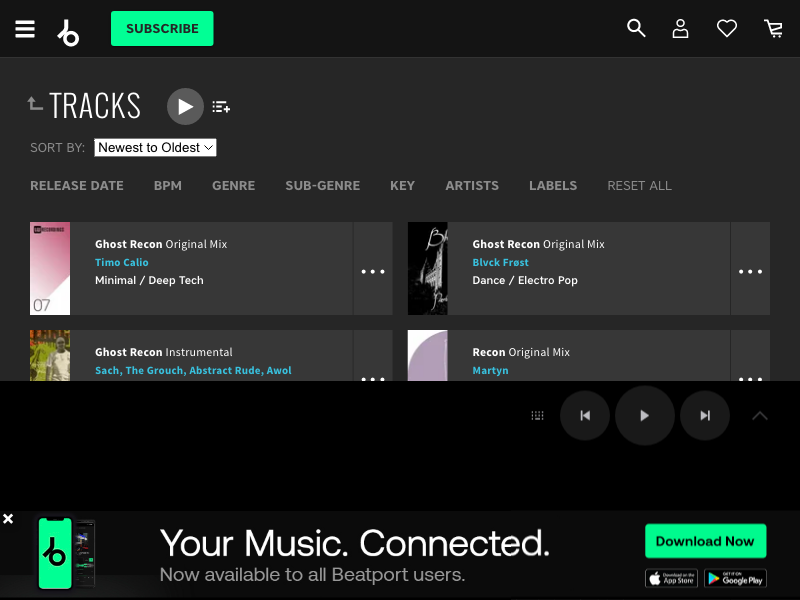 SUBSCRIBE
TRACKS
SORT BY: Newest to Oldest
RELEASE DATE BPM GENRE SUB-GENRE KEY ARTISTS LABELS RESET ALL
07
Ghost Recon Original Mix
Timo Calio
Minimal / Deep Tech
Ghost Recon Original Mix
Blvck Frøst
Dance / Electro Pop
Ghost Recon Instrumental
Sach, The Grouch, Abstract Rude, Awol
Recon Original Mix
Martyn
Your Music. Connected.
Now available to all Beatport users.
Download Now
Download on the
App Store
GET IT ON
Google Play